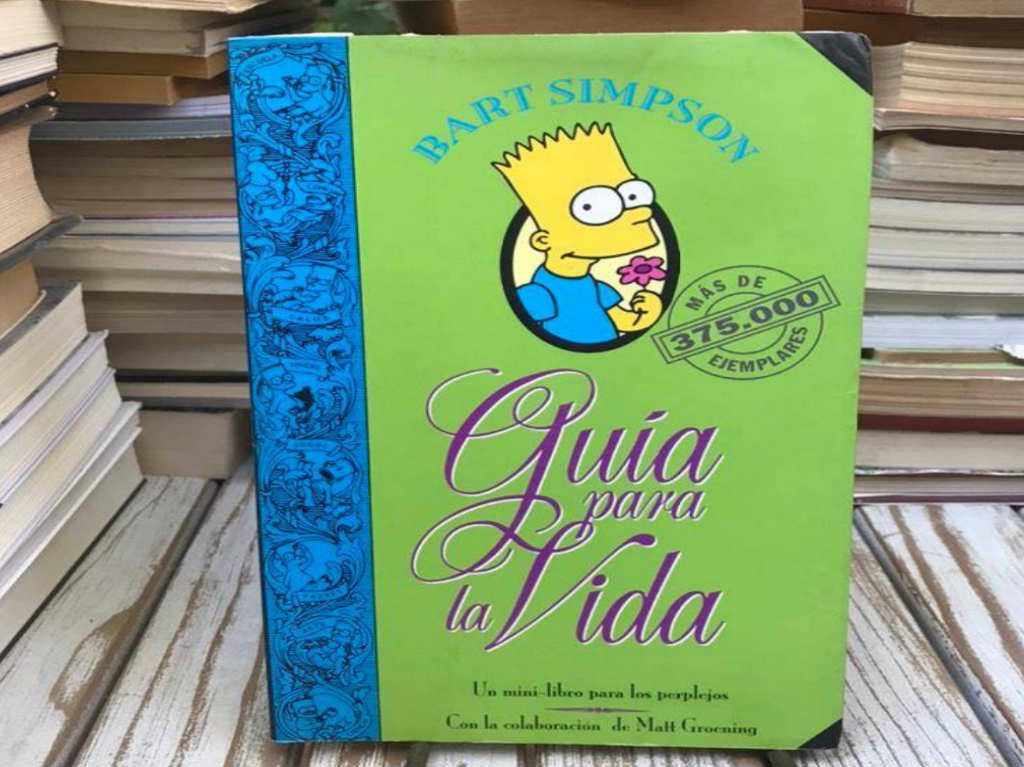 BART SIMPSON
MÁS DE
375.000
EJEMPLARES
Guía
para
la Vida
Un mini-libro para los perplejos
Con la colaboración de Matt Groening